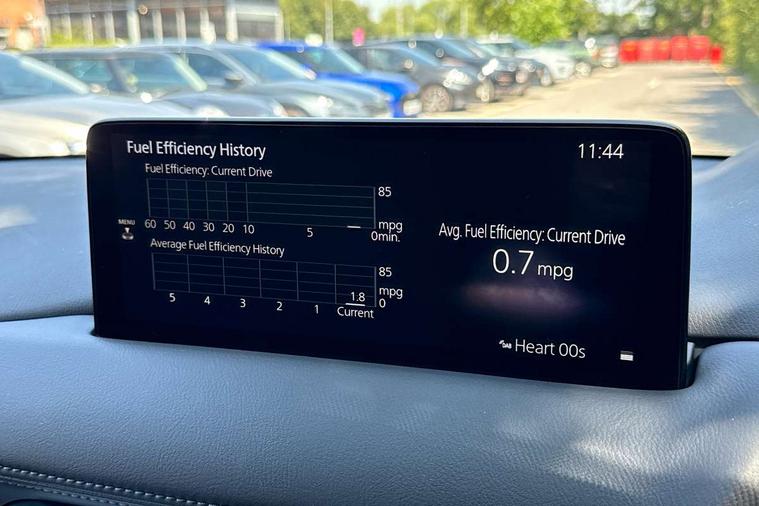 Fuel Efficiency History
11:44
Fuel Efficiency: Current Drive
85
mpg
60 50 40 30 20 10 5 0min.
MENU
Average Fuel Efficiency History
85
mpg
0
1.8
5 4 3 2 1 Current
Avg. Fuel Efficiency: Current Drive
0.7 mpg
DAB Heart 00s